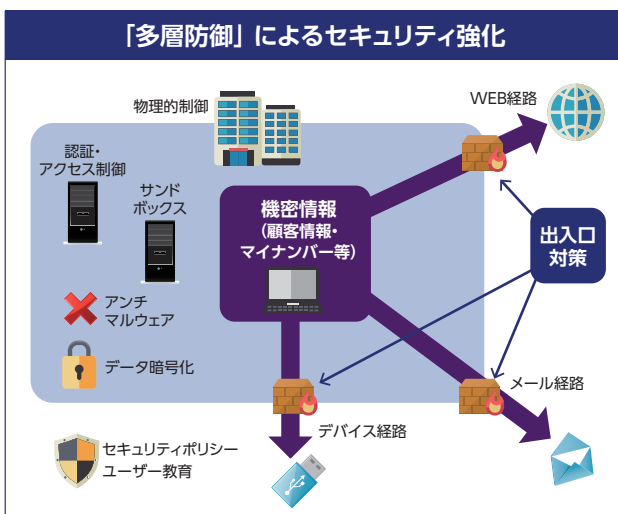 「多層防御」によるセキュリティ強化
物理的制御
WEB経路
認証・
アクセス制御
サンド
ボックス
機密情報
（顧客情報・
マイナンバー等）
出入口
対策
アンチ
マルウェア
データ暗号化
メール経路
デバイス経路
セキュリティポリシー
ユーザー教育